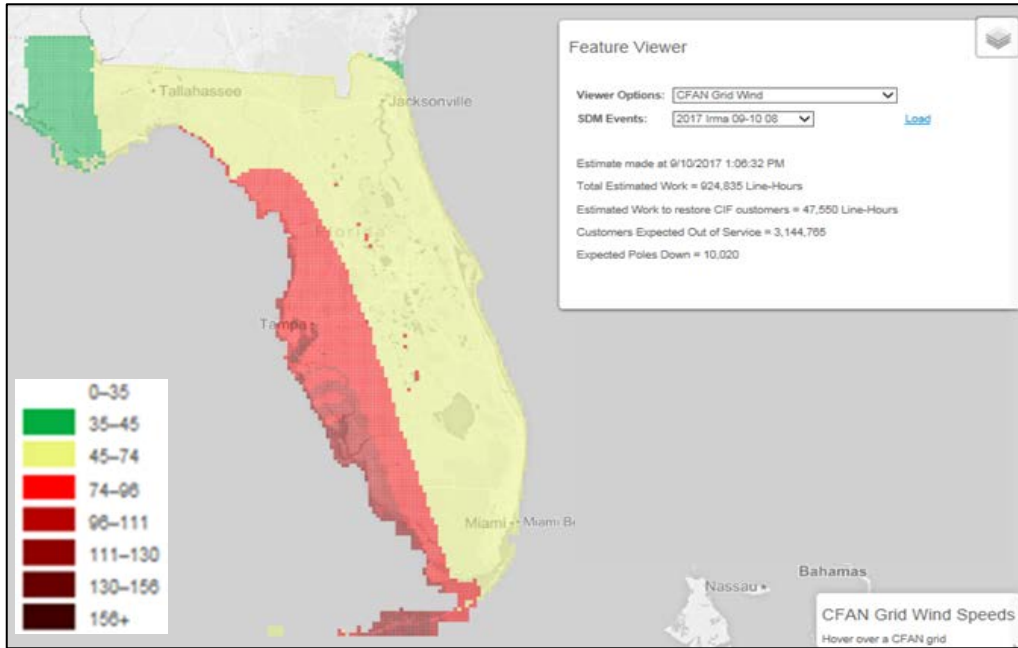 Feature Viewer
Viewer Options: CFAN Grid Wind
SDM Events: 2017 Irma 09-10 08 Load
Estimate made at 9/10/2017 1:06:32 PM
Total Estimated Work = 924,835 Line-Hours
Estimated Work to restore CIF customers = 47,550 Line-Hours
Customers Expected Out of Service = 3,144,765
Expected Poles Down = 10,020
Tallahassee
Jacksonville
Florida
Tampa
Miami
Miami Be
Nassau
Bahamas
0–35
35–45
45–74
74–96
96–111
111–130
130–156
156+
CFAN Grid Wind Speeds
Hover over a CFAN grid